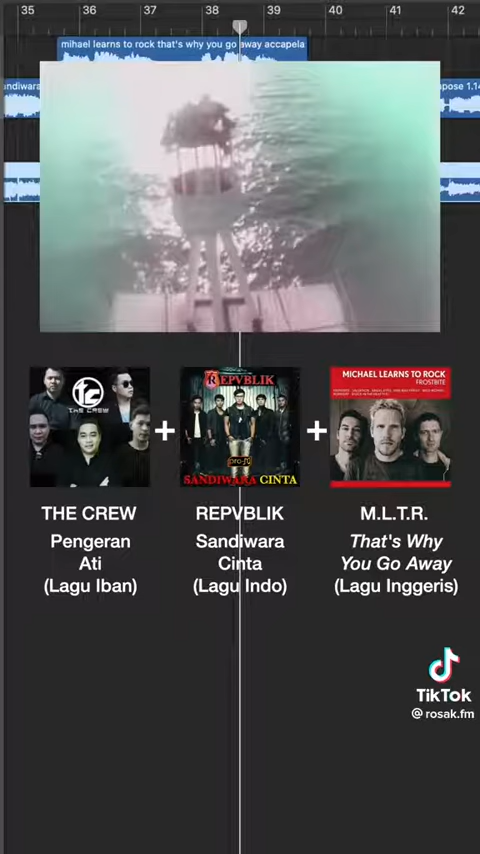 35 36 37 38 39 40 41 42
mihael learns to rock that's why you go away accapela
undiwara
pose 1.14
THE CREW
REPVBLIK
SANDIWARA CINTA
MICHAEL LEARNS TO ROCK
FROSTBITE
+ +
THE CREW REPVBLIK M.L.T.R.
Pengeran Sandiwara That's Why
Ati Cinta You Go Away
(Lagu Iban) (Lagu Indo) (Lagu Inggeris)
TikTok
@rosak.fm